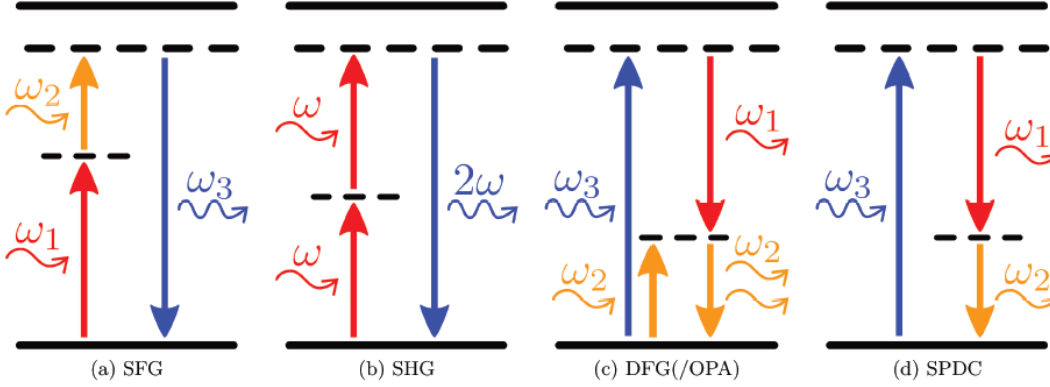 ω₂
ω₁
ω₃
(a) SFG
ω
ω
2ω
(b) SHG
ω₃
ω₂
ω₁
ω₂
(c) DFG(/OPA)
ω₃
ω₁
ω₂
(d) SPDC